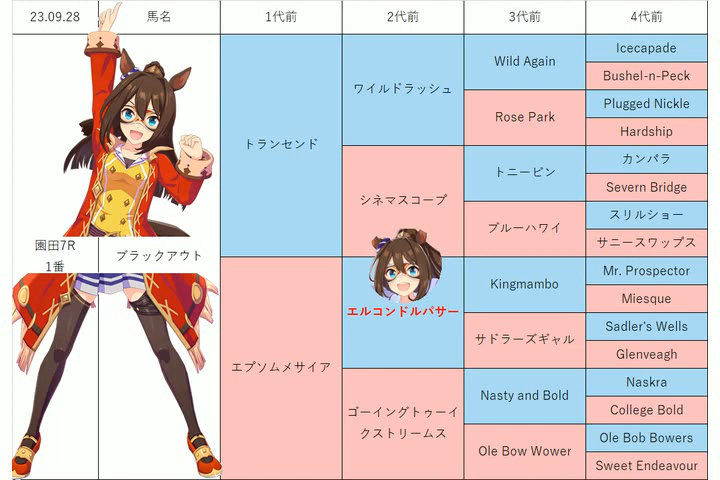 23.09.28 馬名 1代前 2代前 3代前 4代前
園田7R
1番
ブラックアウト
トランセンド
エプソムメサイア
ワイルドラッシュ
シネマスコープ
エルコンドルパサー
ゴーイングトゥーイ
クストリームス
Wild Again
Rose Park
トニービン
ブルーハワイ
Kingmambo
サドラーズギャル
Nasty and Bold
Ole Bow Wower
Icecapade
Bushel-n-Peck
Plugged Nickle
Hardship
カンパラ
Severn Bridge
スリルショー
サニースワップス
Mr. Prospector
Miesque
Sadler's Wells
Glenveagh
Naskra
College Bold
Ole Bob Bowers
Sweet Endeavour